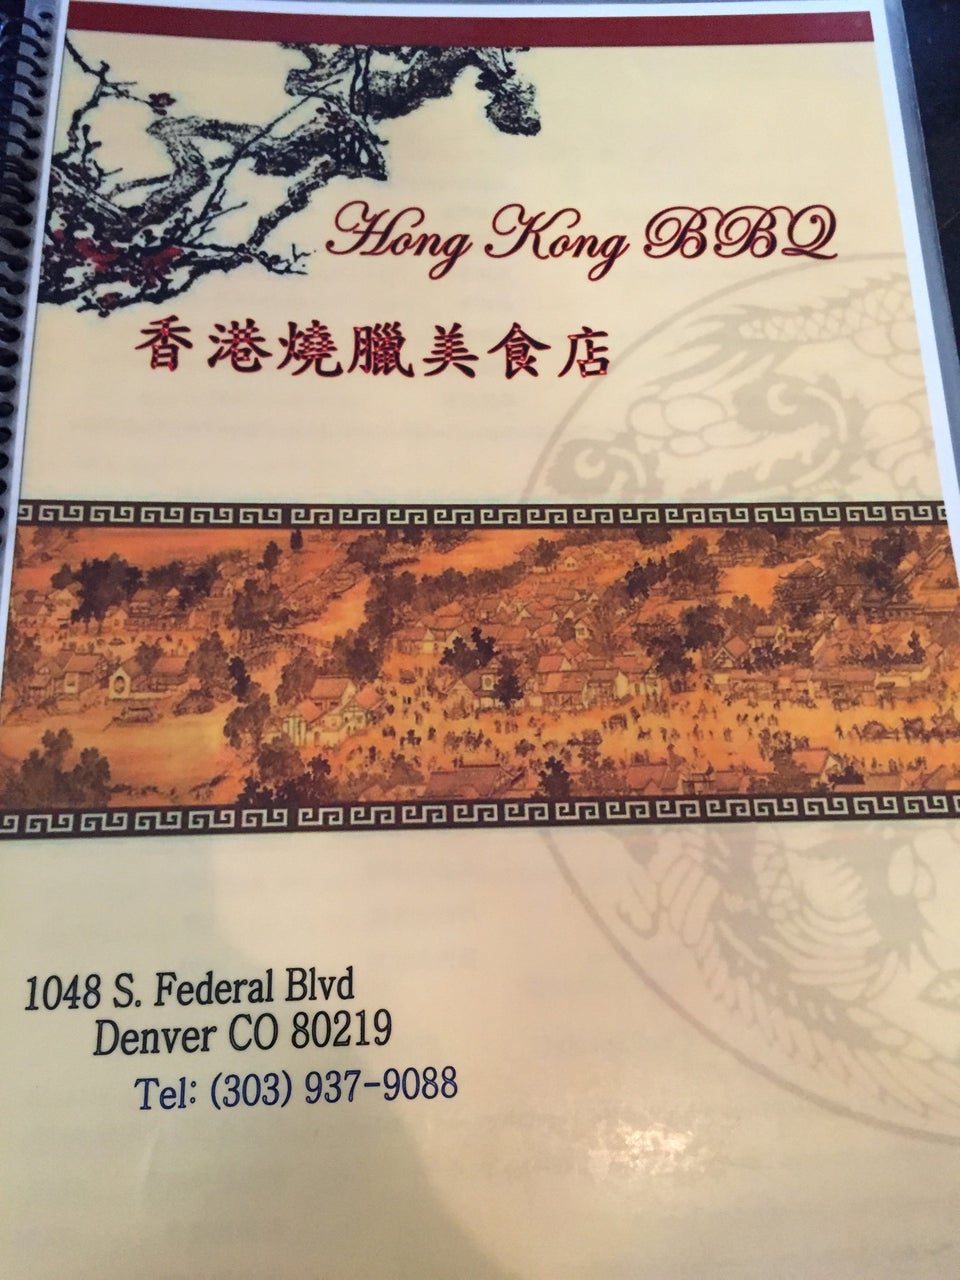 Hong Kong BBQ
香港燒臘美食店
1048 S. Federal Blvd
Denver CO 80219
Tel: (303) 937-9088